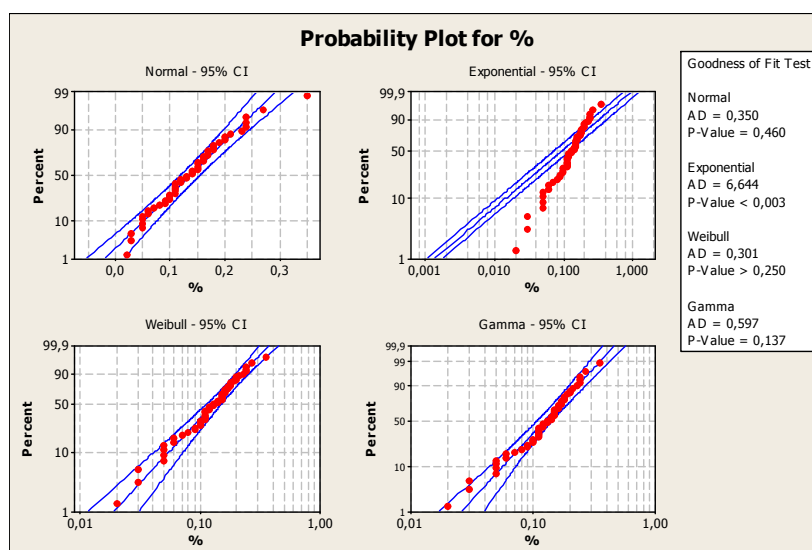 Probability Plot for %
Normal - 95% CI
99
90
50
10
1
0,0
0,1
0,2
0,3
%
Percent
Exponential - 95% CI
99,9
90
50
10
1
0,001
0,010
0,100
1,000
%
Percent
Weibull - 95% CI
99,9
90
50
10
1
0,01
0,10
1,00
%
Percent
Gamma - 95% CI
99,9
99
90
50
10
1
0,01
0,10
1,00
%
Percent
Goodness of Fit Test
Normal
AD = 0,350
P-Value = 0,460
Exponential
AD = 6,644
P-Value < 0,003
Weibull
AD = 0,301
P-Value > 0,250
Gamma
AD = 0,597
P-Value = 0,137